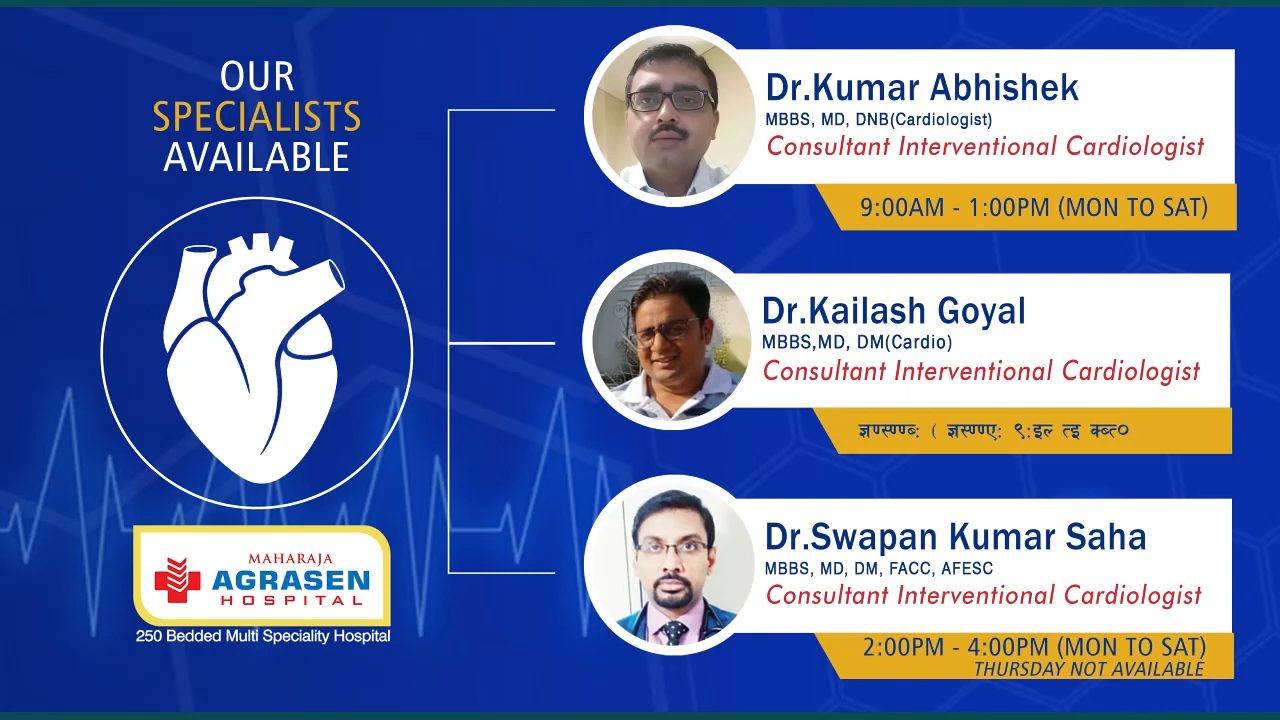 OUR
SPECIALISTS
AVAILABLE
MAHARAJA
AGRASEN
HOSPITAL
250 Bedded Multi Speciality Hospital
Dr.Kumar Abhishek
MBBS, MD, DNB(Cardiologist)
Consultant Interventional Cardiologist
9:00AM - 1:00PM (MON TO SAT)
Dr.Kailash Goyal
MBBS,MD, DM(Cardio)
Consultant Interventional Cardiologist
Dr.Swapan Kumar Saha
MBBS, MD, DM, FACC, AFESC
Consultant Interventional Cardiologist
2:00PM - 4:00PM (MON TO SAT)
THURSDAY NOT AVAILABLE